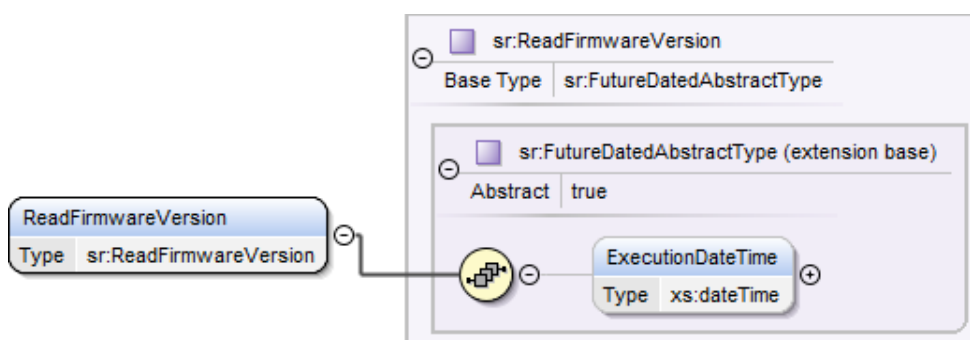 sr:ReadFirmwareVersion
Base Type sr:FutureDatedAbstractType
sr:FutureDatedAbstractType (extension base)
Abstract true
ReadFirmwareVersion
Type sr:ReadFirmwareVersion
ExecutionDateTime
Type xs:dateTime